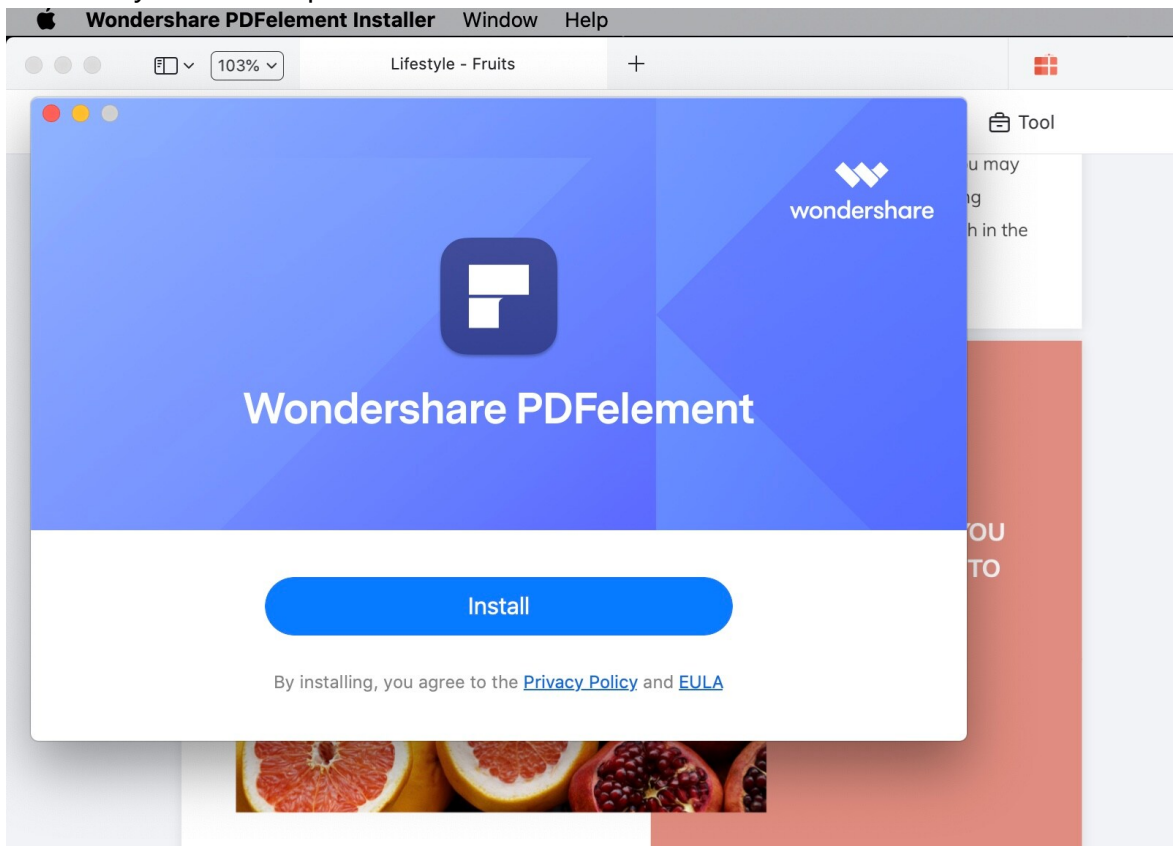 Wondershare PDFelement Installer Window Help
103%
Lifestyle - Fruits
Tool
u may
wondershare
h in the
Wondershare PDFelement
OU
TO
Install
By installing, you agree to the Privacy Policy and EULA